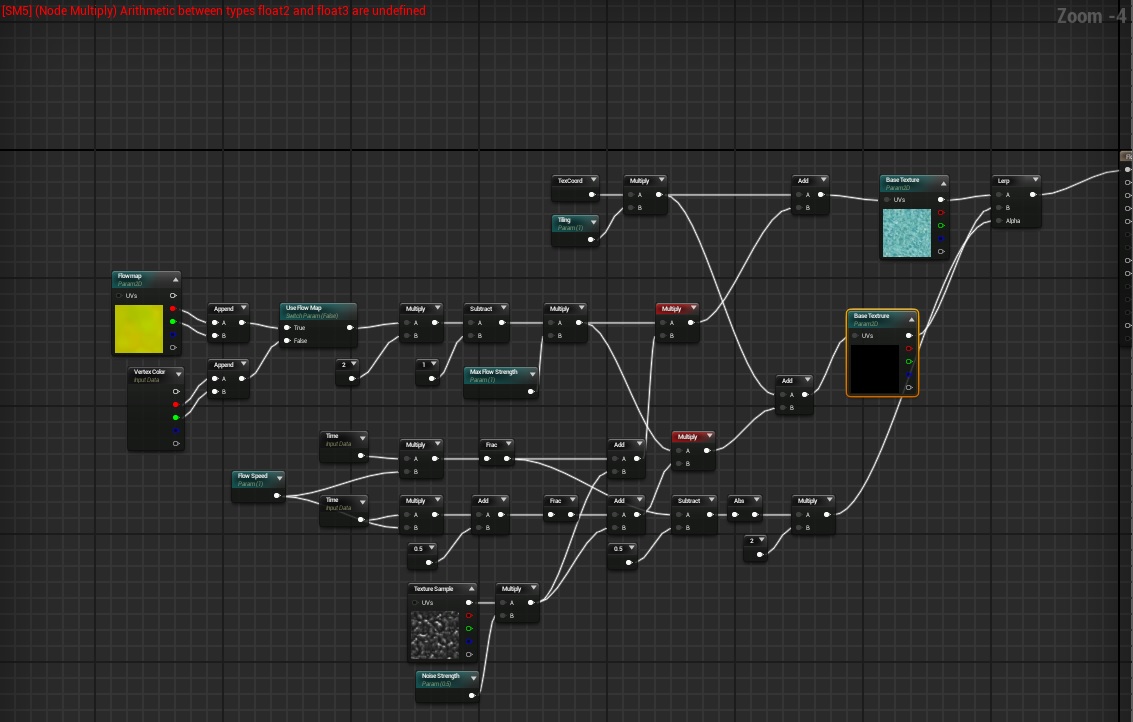 [SM5] (Node Multiply) Arithmetic between types float2 and float3 are undefined
Zoom -4
TexCoord
Multiply
A
B
Tiling
Param (1)
Add
A
B
Base Texture
Param2D
UVs
Lerp
A
B
Alpha
Flowmap
Param2D
UVs
Append
A
B
Use Flow Map
Switch Param (False)
True
False
Multiply
A
B
Subtract
A
B
Multiply
A
B
Multiply
A
B
Base Textrure
Param2D
UVs
Vertex Color
Input Data
Append
A
B
2
1
Max Flow Strength
Param (1)
Add
A
B
Time
Input Data
Multiply
A
B
Frac
Add
A
B
Multiply
A
B
Flow Speed
Param (1)
Time
Input Data
Multiply
A
B
Add
A
B
Frac
Add
A
B
Subtract
A
B
Abs
Multiply
A
B
0.5
0.5
2
Texture Sample
UVs
Multiply
A
B
Noise Strength
Param (0.5)